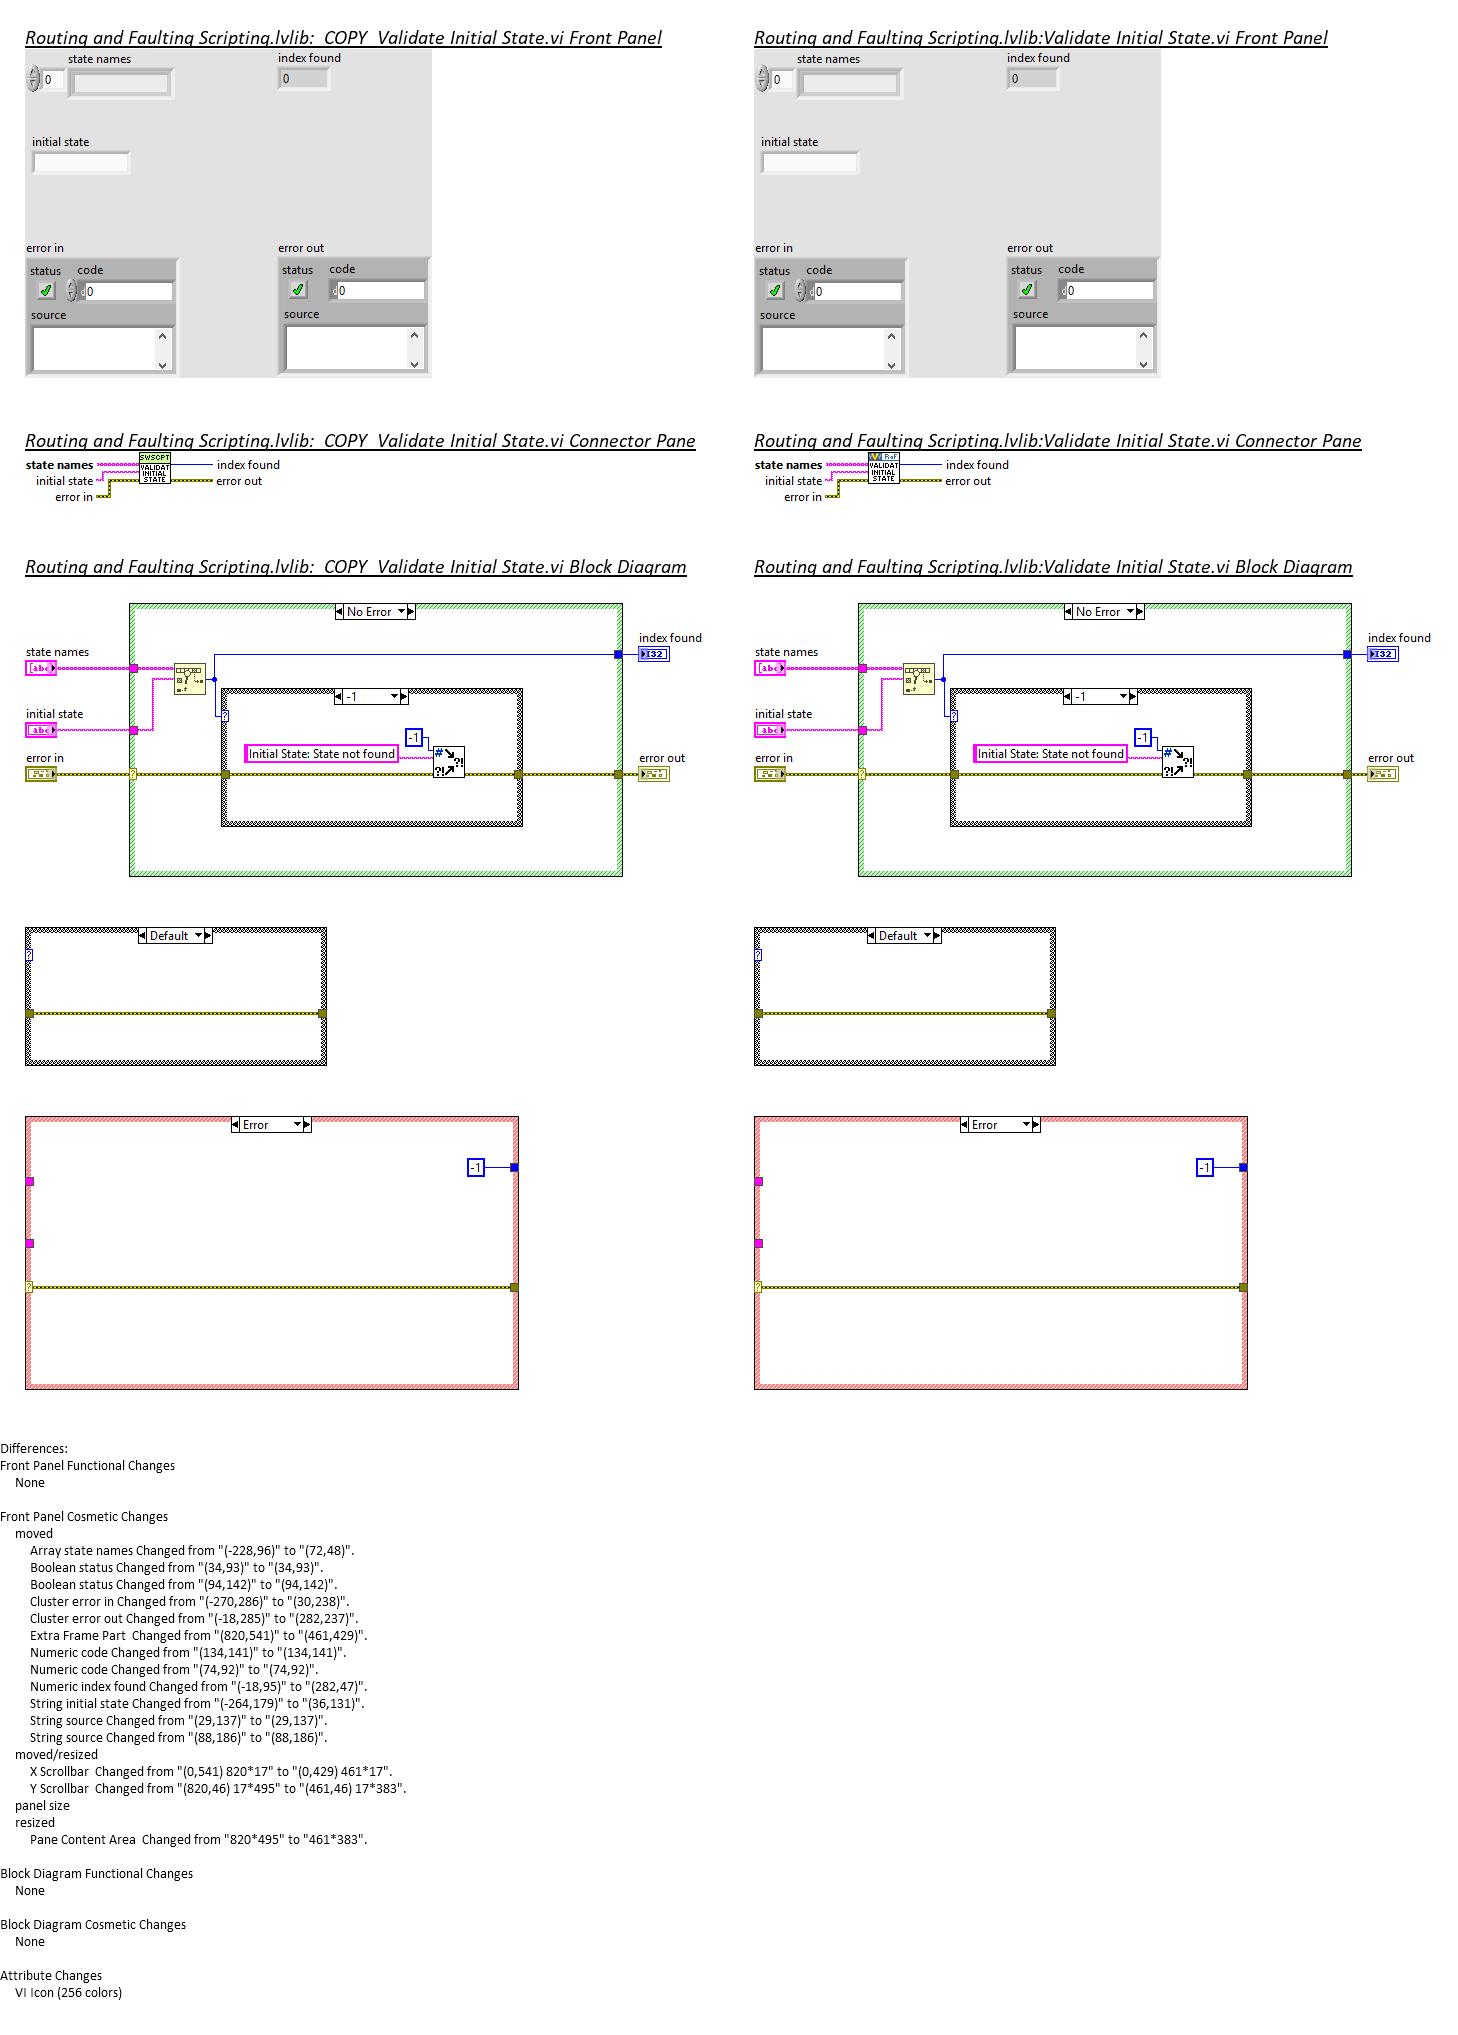 Routing and Faulting Scripting.lvlib:  COPY  Validate Initial State.vi Front Panel
state names
index found
0
0
initial state
error in
error out
status code
status code
0
0
source
source
Routing and Faulting Scripting.lvlib:Validate Initial State.vi Front Panel
state names
index found
0
0
initial state
error in
error out
status code
status code
0
0
source
source
Routing and Faulting Scripting.lvlib:  COPY  Validate Initial State.vi Connector Pane
SWSCPT
VALIDAT
INITIAL
STATE
state names
initial state
error in
index found
error out
Routing and Faulting Scripting.lvlib:Validate Initial State.vi Connector Pane
RaF
VALIDAT
INITIAL
STATE
state names
initial state
error in
index found
error out
Routing and Faulting Scripting.lvlib:  COPY  Validate Initial State.vi Block Diagram
No Error
state names
abc
index found
I32
-1
initial state
abc
-1
Initial State: State not found
#
?!
?!
error in
error out
?
?
Default
?
Error
-1
?
Routing and Faulting Scripting.lvlib:Validate Initial State.vi Block Diagram
No Error
state names
abc
index found
I32
-1
initial state
abc
-1
Initial State: State not found
#
?!
?!
error in
error out
?
?
Default
?
Error
-1
?
Differences:
Front Panel Functional Changes
None
Front Panel Cosmetic Changes
moved
Array state names Changed from "(-228,96)" to "(72,48)".
Boolean status Changed from "(34,93)" to "(34,93)".
Boolean status Changed from "(94,142)" to "(94,142)".
Cluster error in Changed from "(-270,286)" to "(30,238)".
Cluster error out Changed from "(-18,285)" to "(282,237)".
Extra Frame Part  Changed from "(820,541)" to "(461,429)".
Numeric code Changed from "(134,141)" to "(134,141)".
Numeric code Changed from "(74,92)" to "(74,92)".
Numeric index found Changed from "(-18,95)" to "(282,47)".
String initial state Changed from "(-264,179)" to "(36,131)".
String source Changed from "(29,137)" to "(29,137)".
String source Changed from "(88,186)" to "(88,186)".
moved/resized
X Scrollbar  Changed from "(0,541) 820*17" to "(0,429) 461*17".
Y Scrollbar  Changed from "(820,46) 17*495" to "(461,46) 17*383".
panel size
resized
Pane Content Area  Changed from "820*495" to "461*383".
Block Diagram Functional Changes
None
Block Diagram Cosmetic Changes
None
Attribute Changes
VI Icon (256 colors)